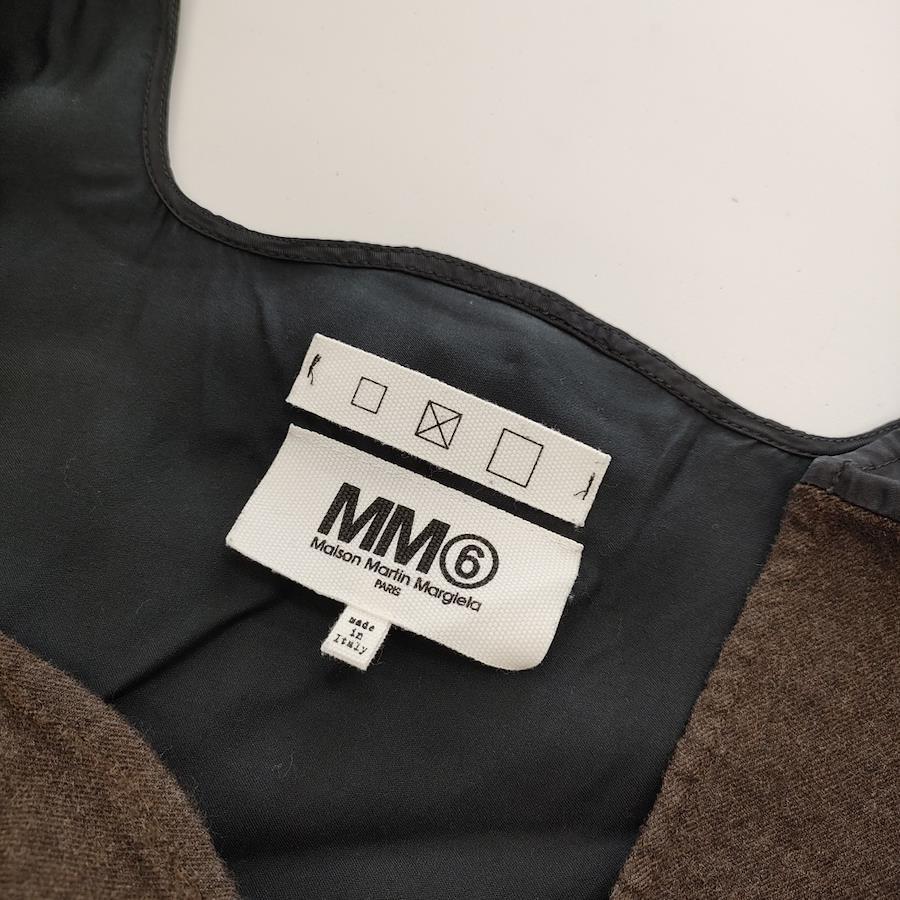 MM⑥
Maison Martin Margiela
PARIS
made
in
Italy